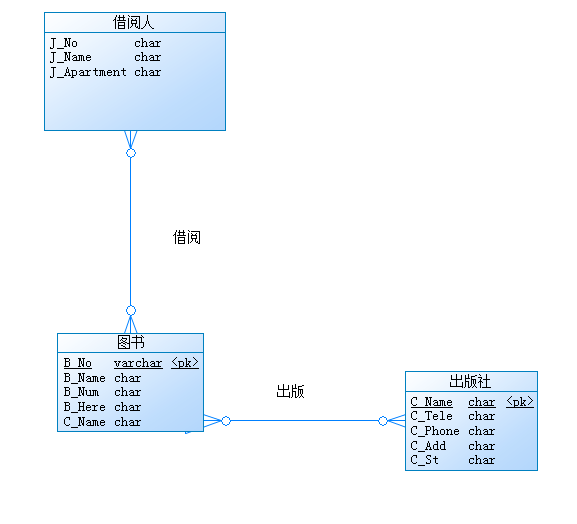 借阅人
J_No char
J_Name char
J_Apartment char
借阅
图书
B_No varchar <pk>
B_Name char
B_Num char
B_Here char
C_Name char
出版
出版社
C_Name char <pk>
C_Tele char
C_Phone char
C_Add char
C_St char